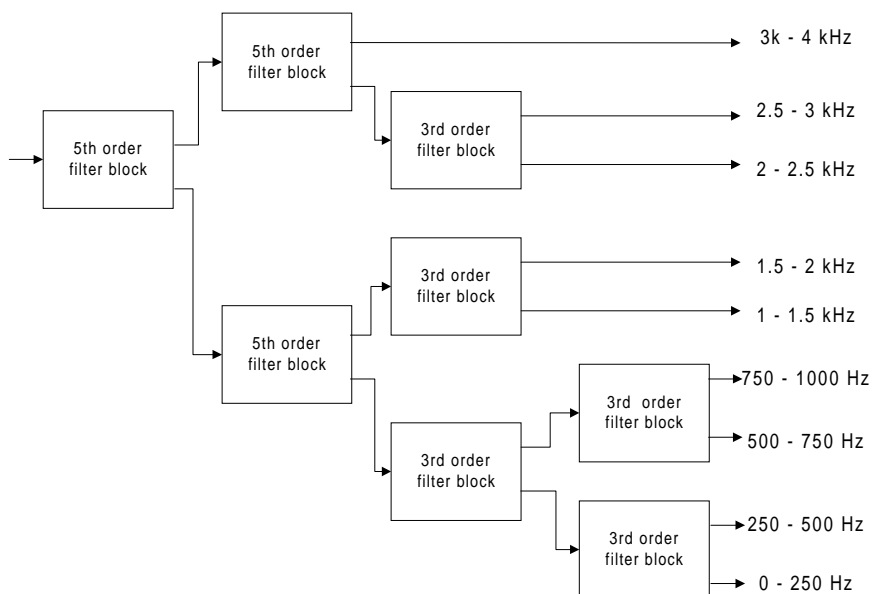 5th order
filter block
3k - 4 kHz
2.5 - 3 kHz
5th order
filter block
3rd order
filter block
2 - 2.5 kHz
3rd order
filter block
1.5 - 2 kHz
1 - 1.5 kHz
5th order
filter block
750 - 1000 Hz
3rd order
filter block
500 - 750 Hz
3rd order
filter block
250 - 500 Hz
3rd order
filter block
0 - 250 Hz